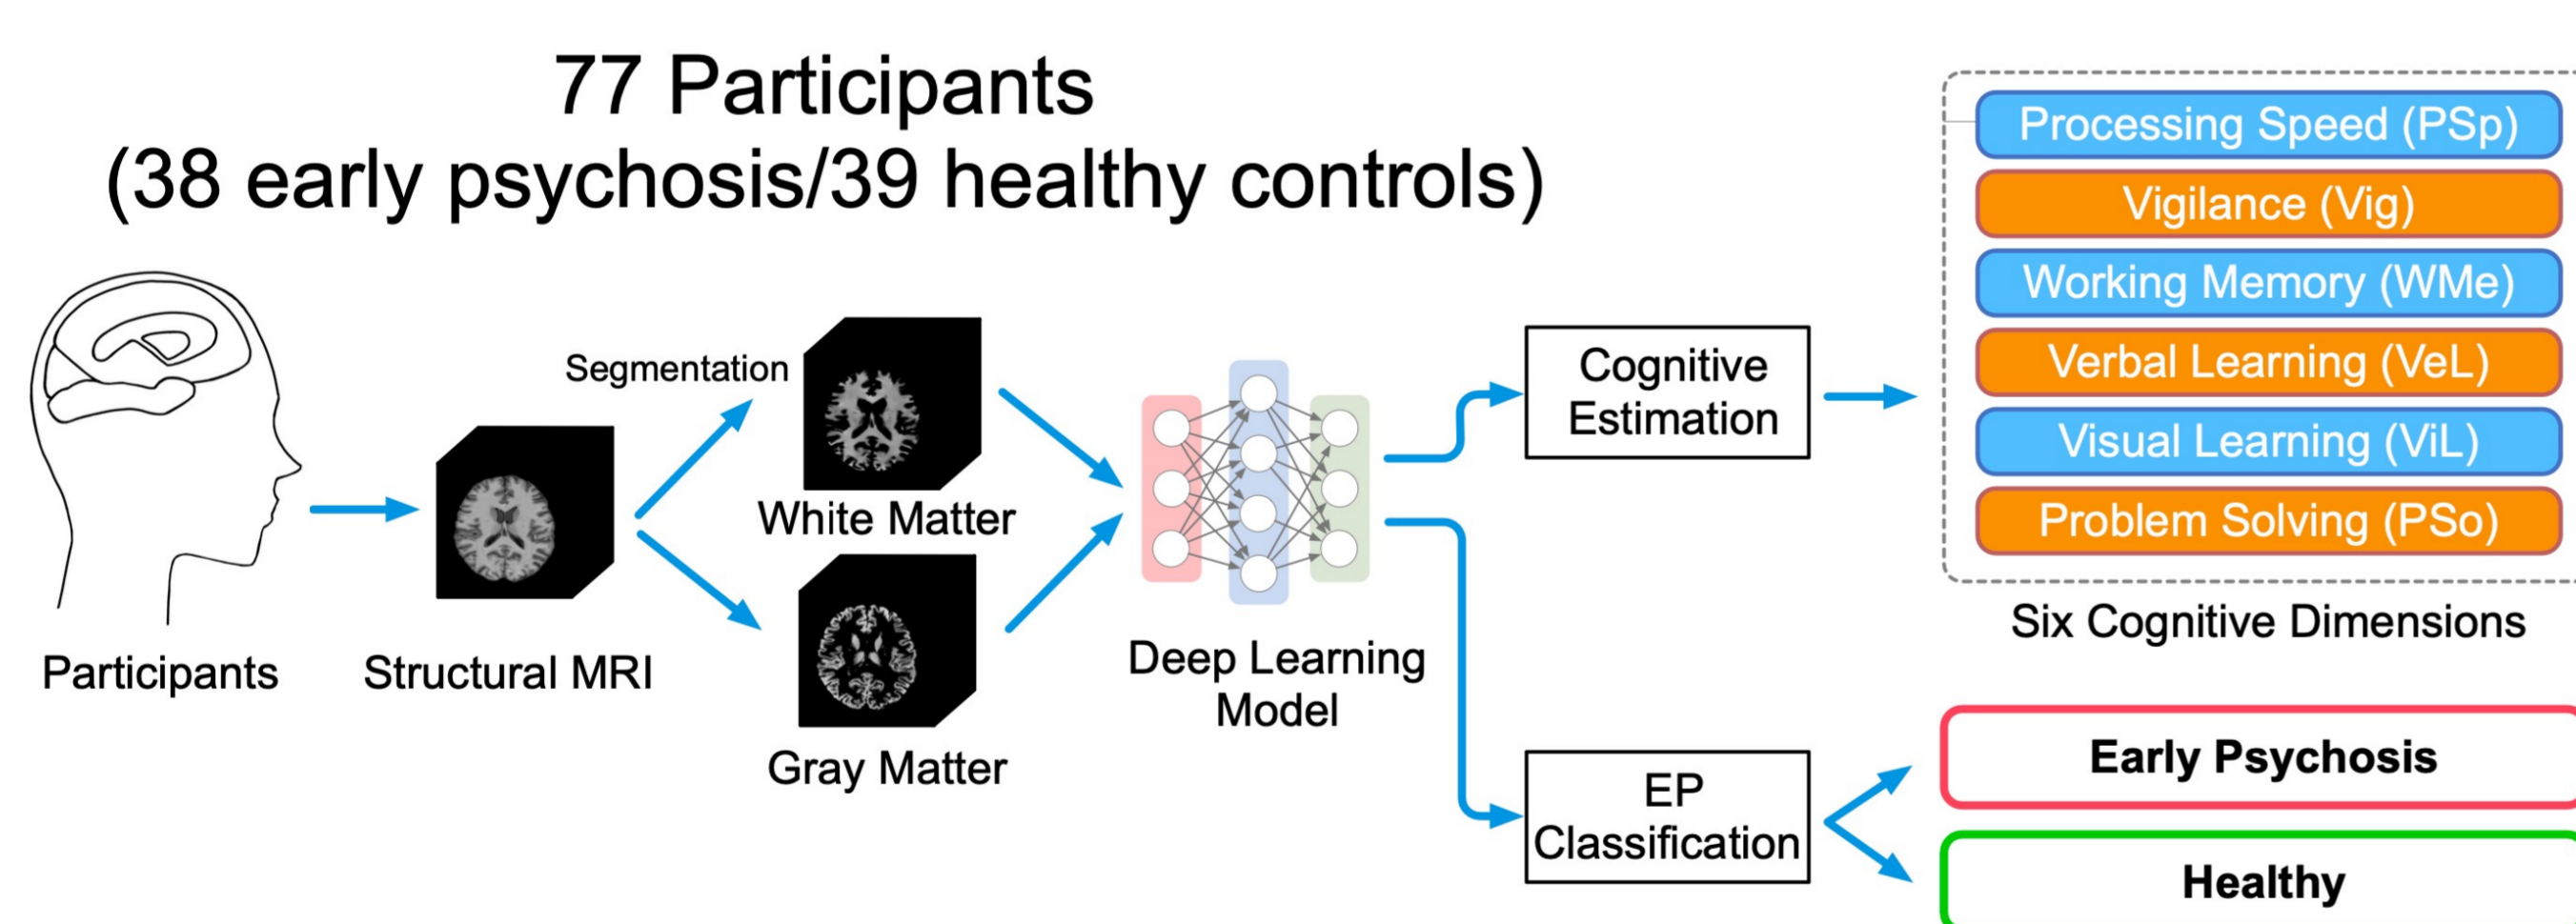 77 Participants
(38 early psychosis/39 healthy controls)
Participants
Structural MRI
Segmentation
White Matter
Gray Matter
Deep Learning
Model
Cognitive
Estimation
Processing Speed (PSp)
Vigilance (Vig)
Working Memory (WMe)
Verbal Learning (VeL)
Visual Learning (ViL)
Problem Solving (PSo)
Six Cognitive Dimensions
EP
Classification
Early Psychosis
Healthy